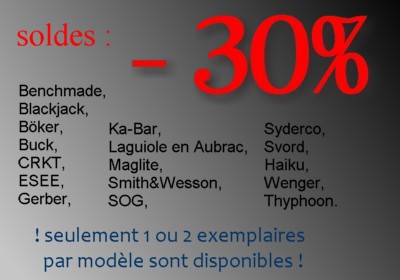 soldes :
- 30%
Benchmade,
Blackjack,
Böker,
Buck,
CRKT,
ESEE,
Gerber,
Ka-Bar,
Laguiole en Aubrac,
Maglite,
Smith&Wesson,
SOG,
Syderco,
Svord,
Haiku,
Wenger,
Thyphoon.
! seulement 1 ou 2 exemplaires
par modèle sont disponibles !